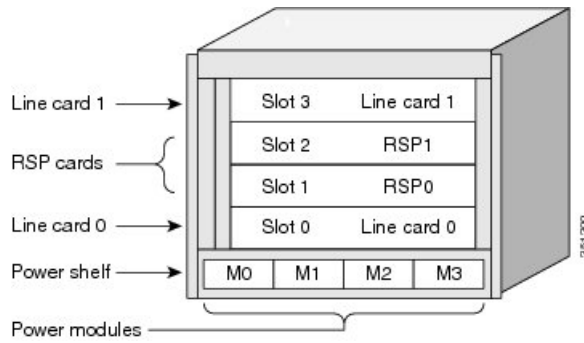 Line card 1
Slot 3 Line card 1
RSP cards
Slot 2 RSP1
Slot 1 RSP0
Line card 0
Slot 0 Line card 0
Power shelf
M0 M1 M2 M3
Power modules